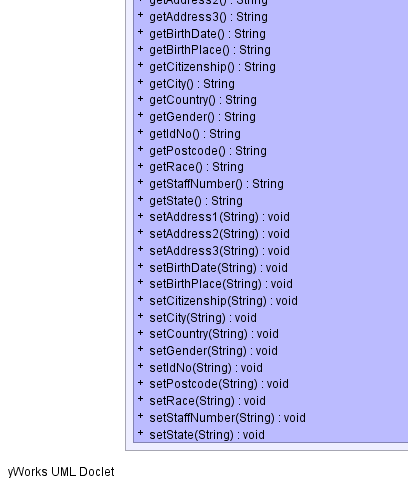 getAddress2() : String
+ getAddress3() : String
+ getBirthDate() : String
+ getBirthPlace() : String
+ getCitizenship() : String
+ getCity() : String
+ getCountry() : String
+ getGender() : String
+ getIdNo() : String
+ getPostcode() : String
+ getRace() : String
+ getStaffNumber() : String
+ getState() : String
+ setAddress1(String) : void
+ setAddress2(String) : void
+ setAddress3(String) : void
+ setBirthDate(String) : void
+ setBirthPlace(String) : void
+ setCitizenship(String) : void
+ setCity(String) : void
+ setCountry(String) : void
+ setGender(String) : void
+ setIdNo(String) : void
+ setPostcode(String) : void
+ setRace(String) : void
+ setStaffNumber(String) : void
+ setState(String) : void
yWorks UML Doclet